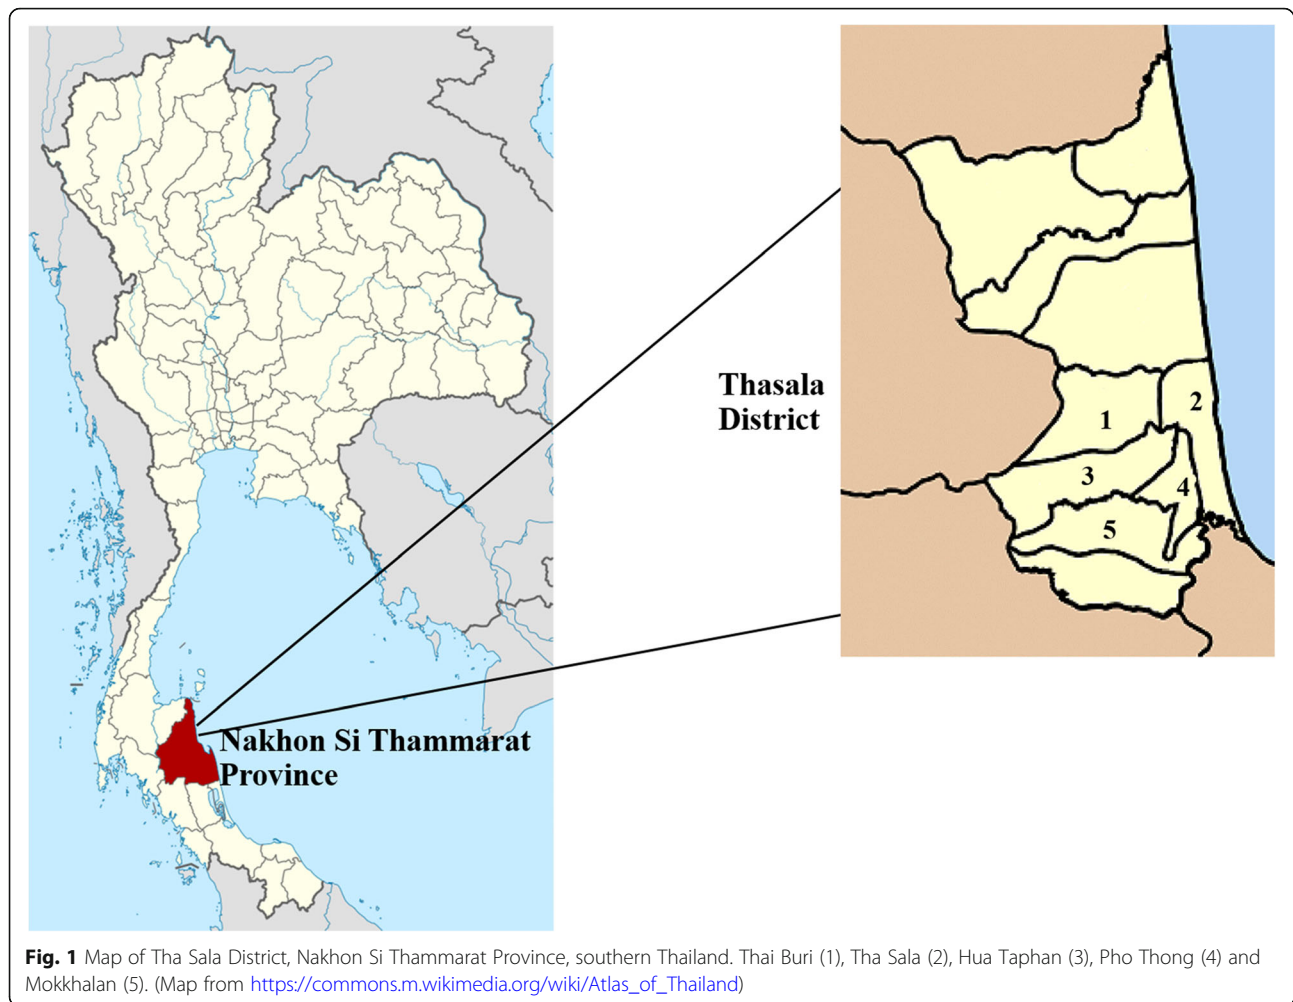 Thasala
District
1
2
3
4
5
Nakhon Si Thammarat
Province
Fig. 1 Map of Tha Sala District, Nakhon Si Thammarat Province, southern Thailand. Thai Buri (1), Tha Sala (2), Hua Taphan (3), Pho Thong (4) and
Mokkhalan (5). (Map from https://commons.m.wikimedia.org/wiki/Atlas_of_Thailand)